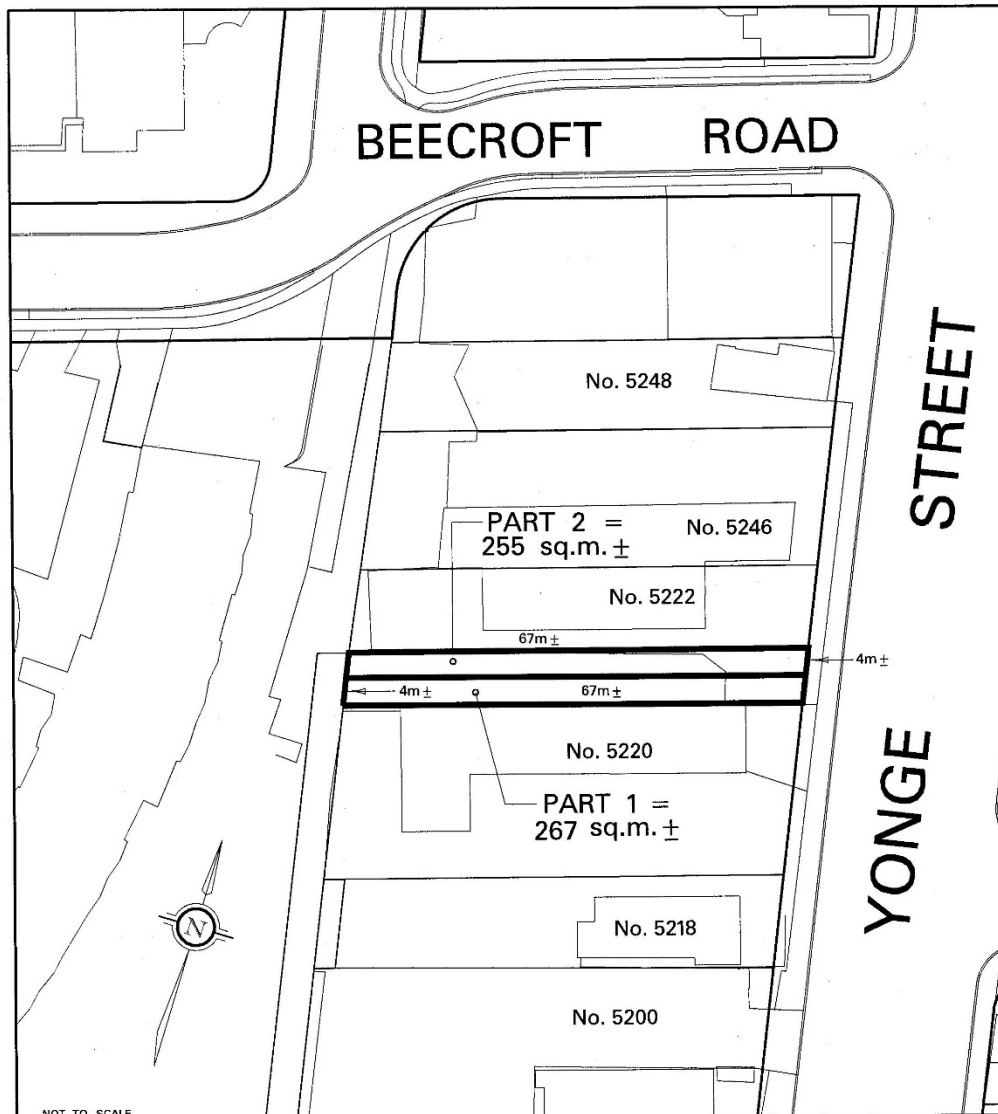 BEECROFT ROAD
No. 5248
STREET
PART 2 =
255 sq.m. ±
No. 5246
No. 5222
67m ±
4m ±
4m ±
67m ±
No. 5220
PART 1 =
267 sq.m. ±
YONGE
N
No. 5218
No. 5200
NOT TO SCALE